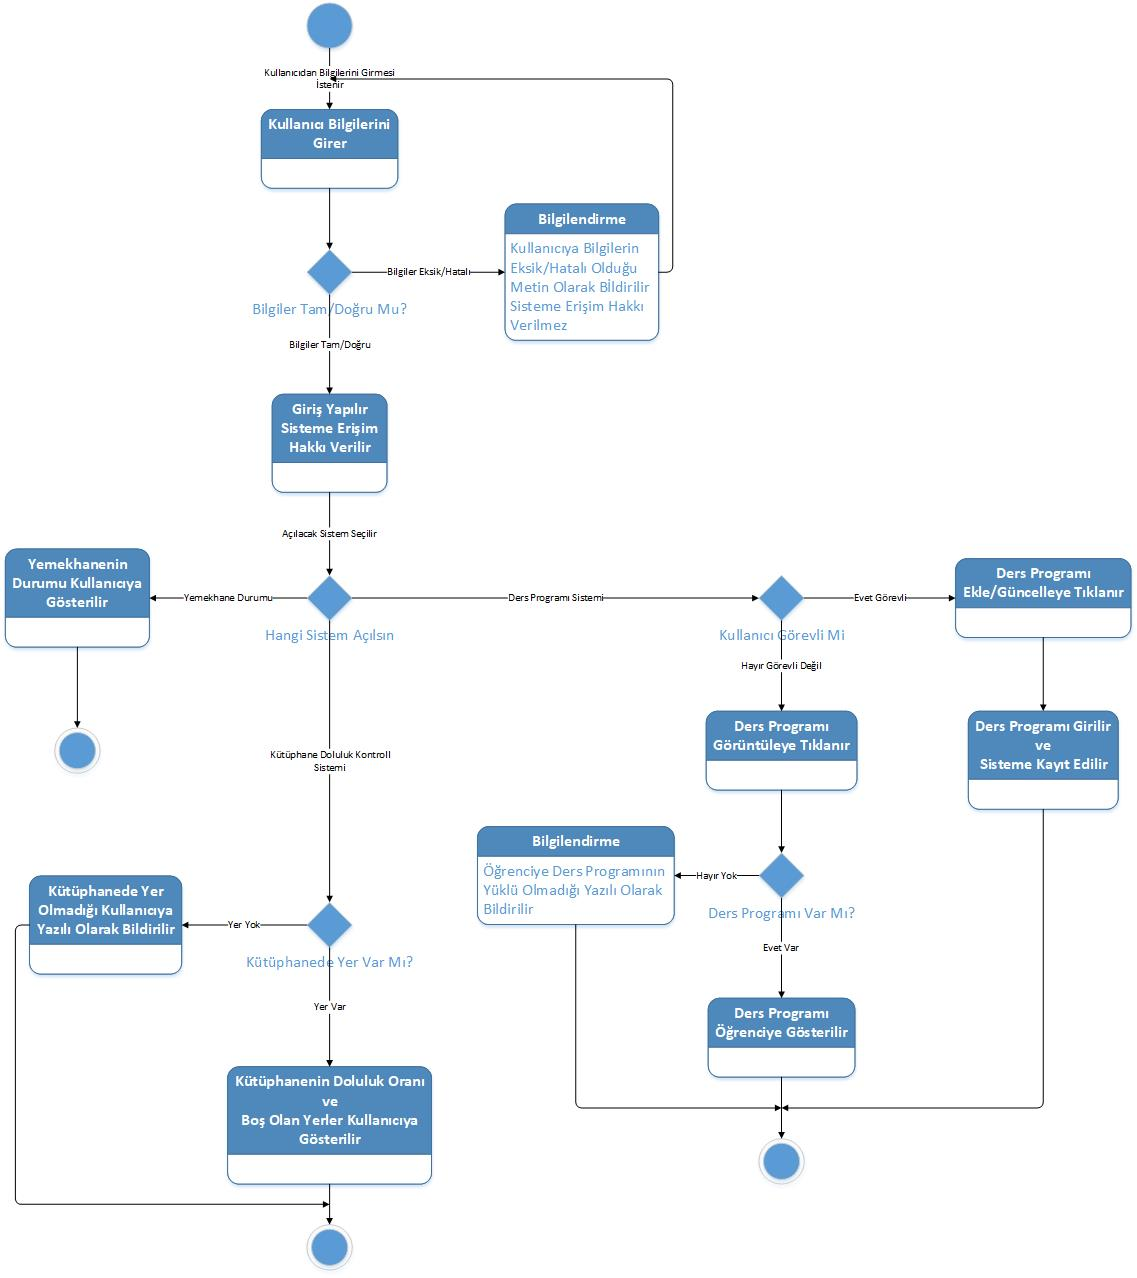 Kullanıcıdan Bilgilerini Girmesi
İstenir
Kullanıcı Bilgilerini
Girer
Bilgilendirme
Kullanıcıya Bilgilerin
Eksik/Hatalı Olduğu
Metin Olarak Bİldirilir
Sisteme Erişim Hakkı
Verilmez
Bilgiler Eksik/Hatalı
Bilgiler Tam/Doğru Mu?
Bilgiler Tam/Doğru
Giriş Yapılır
Sisteme Erişim
Hakkı Verilir
Açılacak Sistem Seçilir
Yemekhanenin
Durumu Kullanıcıya
Gösterilir
Yemekhane Durumu
Hangi Sistem Açılsın
Ders Programı Sistemi
Kullanıcı Görevli Mi
Evet Görevli
Ders Programı
Ekle/Güncelleye Tıklanır
Hayır Görevli Değil
Ders Programı
Görüntüleye Tıklanır
Ders Programı Girilir
ve
Sisteme Kayıt Edilir
Kütüphane Doluluk Kontroll
Sistemi
Bilgilendirme
Öğrenciye Ders Programının
Yüklü Olmadığı Yazılı Olarak
Bildirilir
Hayır Yok
Ders Programı Var Mı?
Evet Var
Kütüphanede Yer
Olmadığı Kullanıcıya
Yazılı Olarak Bildirilir
Yer Yok
Kütüphanede Yer Var Mı?
Yer Var
Ders Programı
Öğrenciye Gösterilir
Kütüphanenin Doluluk Oranı
ve
Boş Olan Yerler Kullanıcıya
Gösterilir